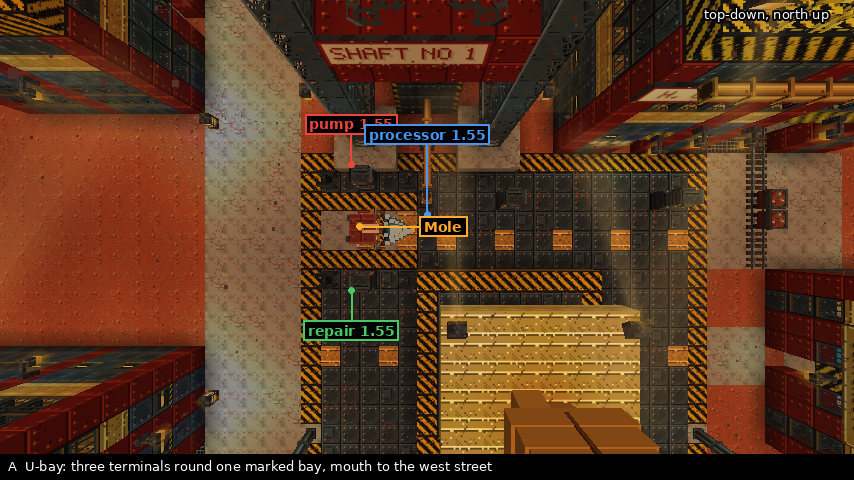 top-down, north up
SHAFT NO 1
pump 1.55
processor 1.55
Mole
repair 1.55
A U-bay: three terminals round one marked bay, mouth to the west street